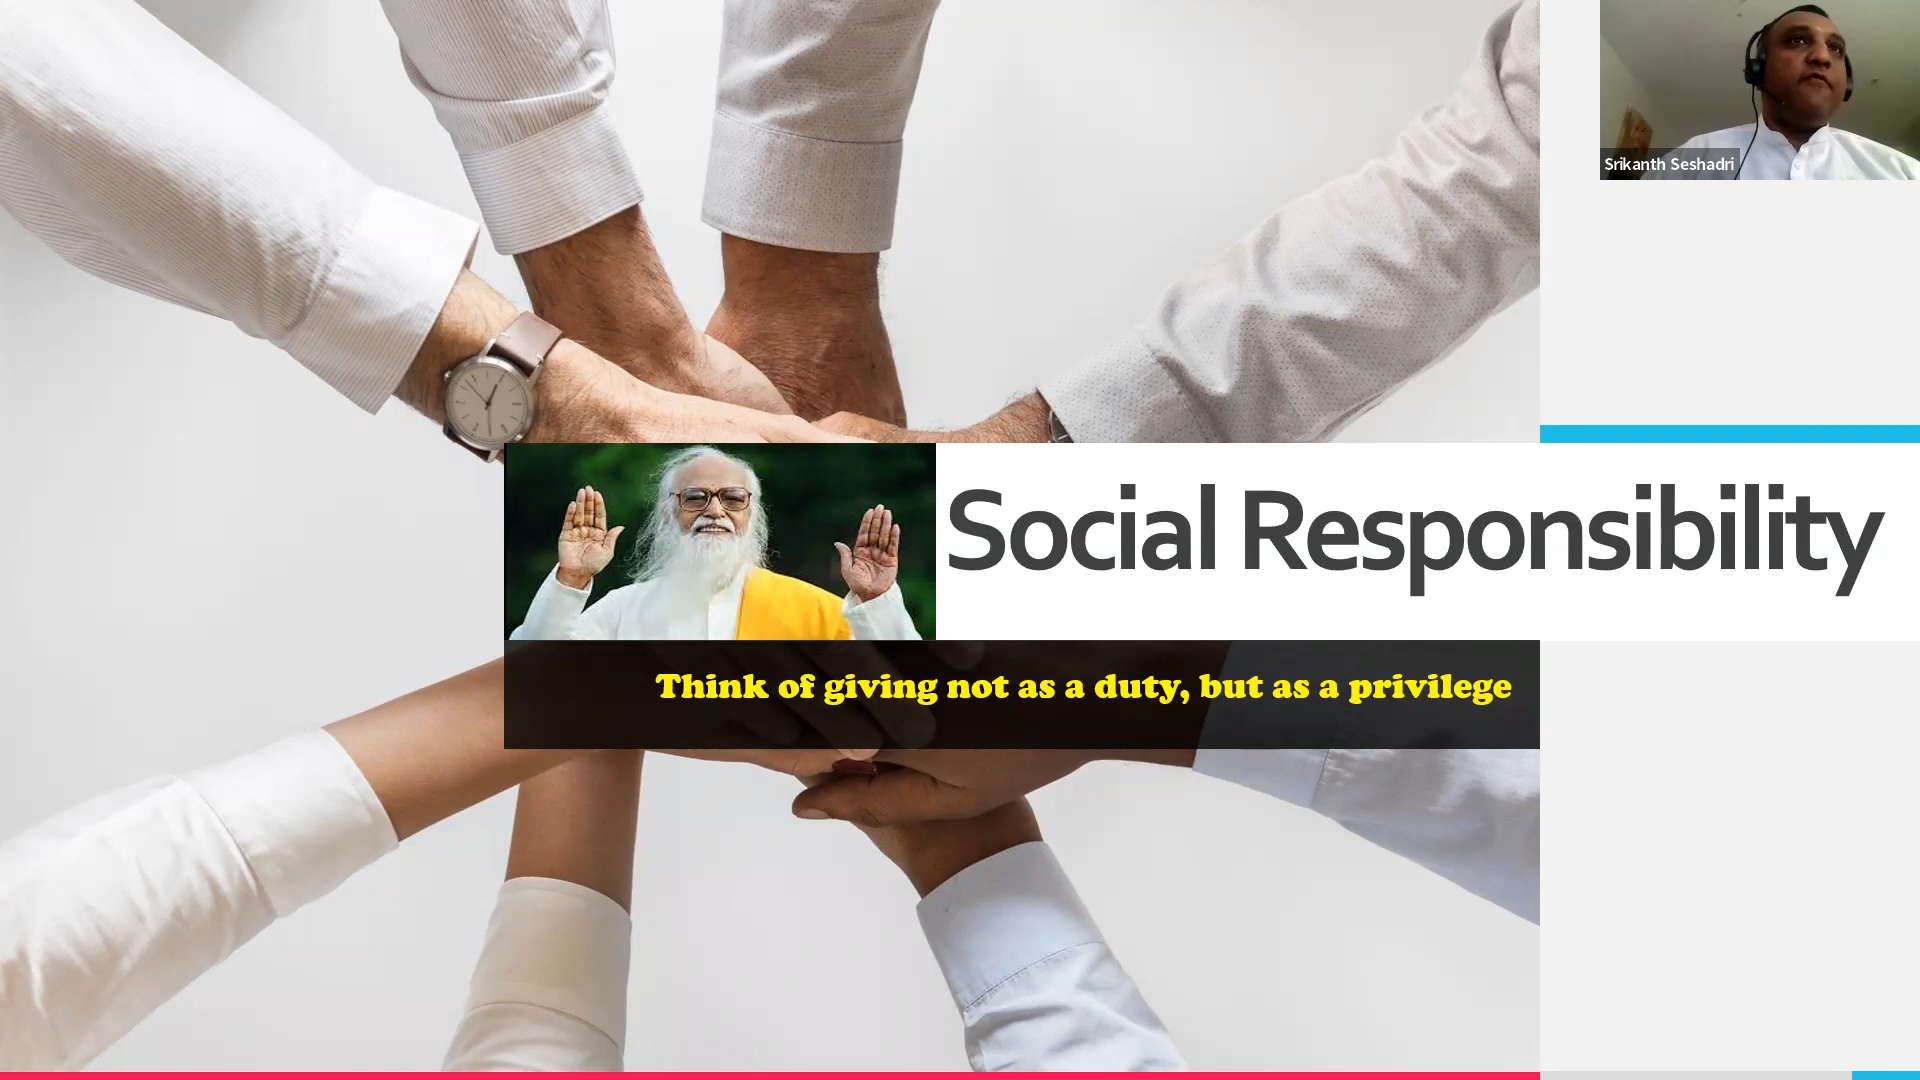 Srikanth Seshadri
Social Responsibility
Think of giving not as a duty, but as a privilege